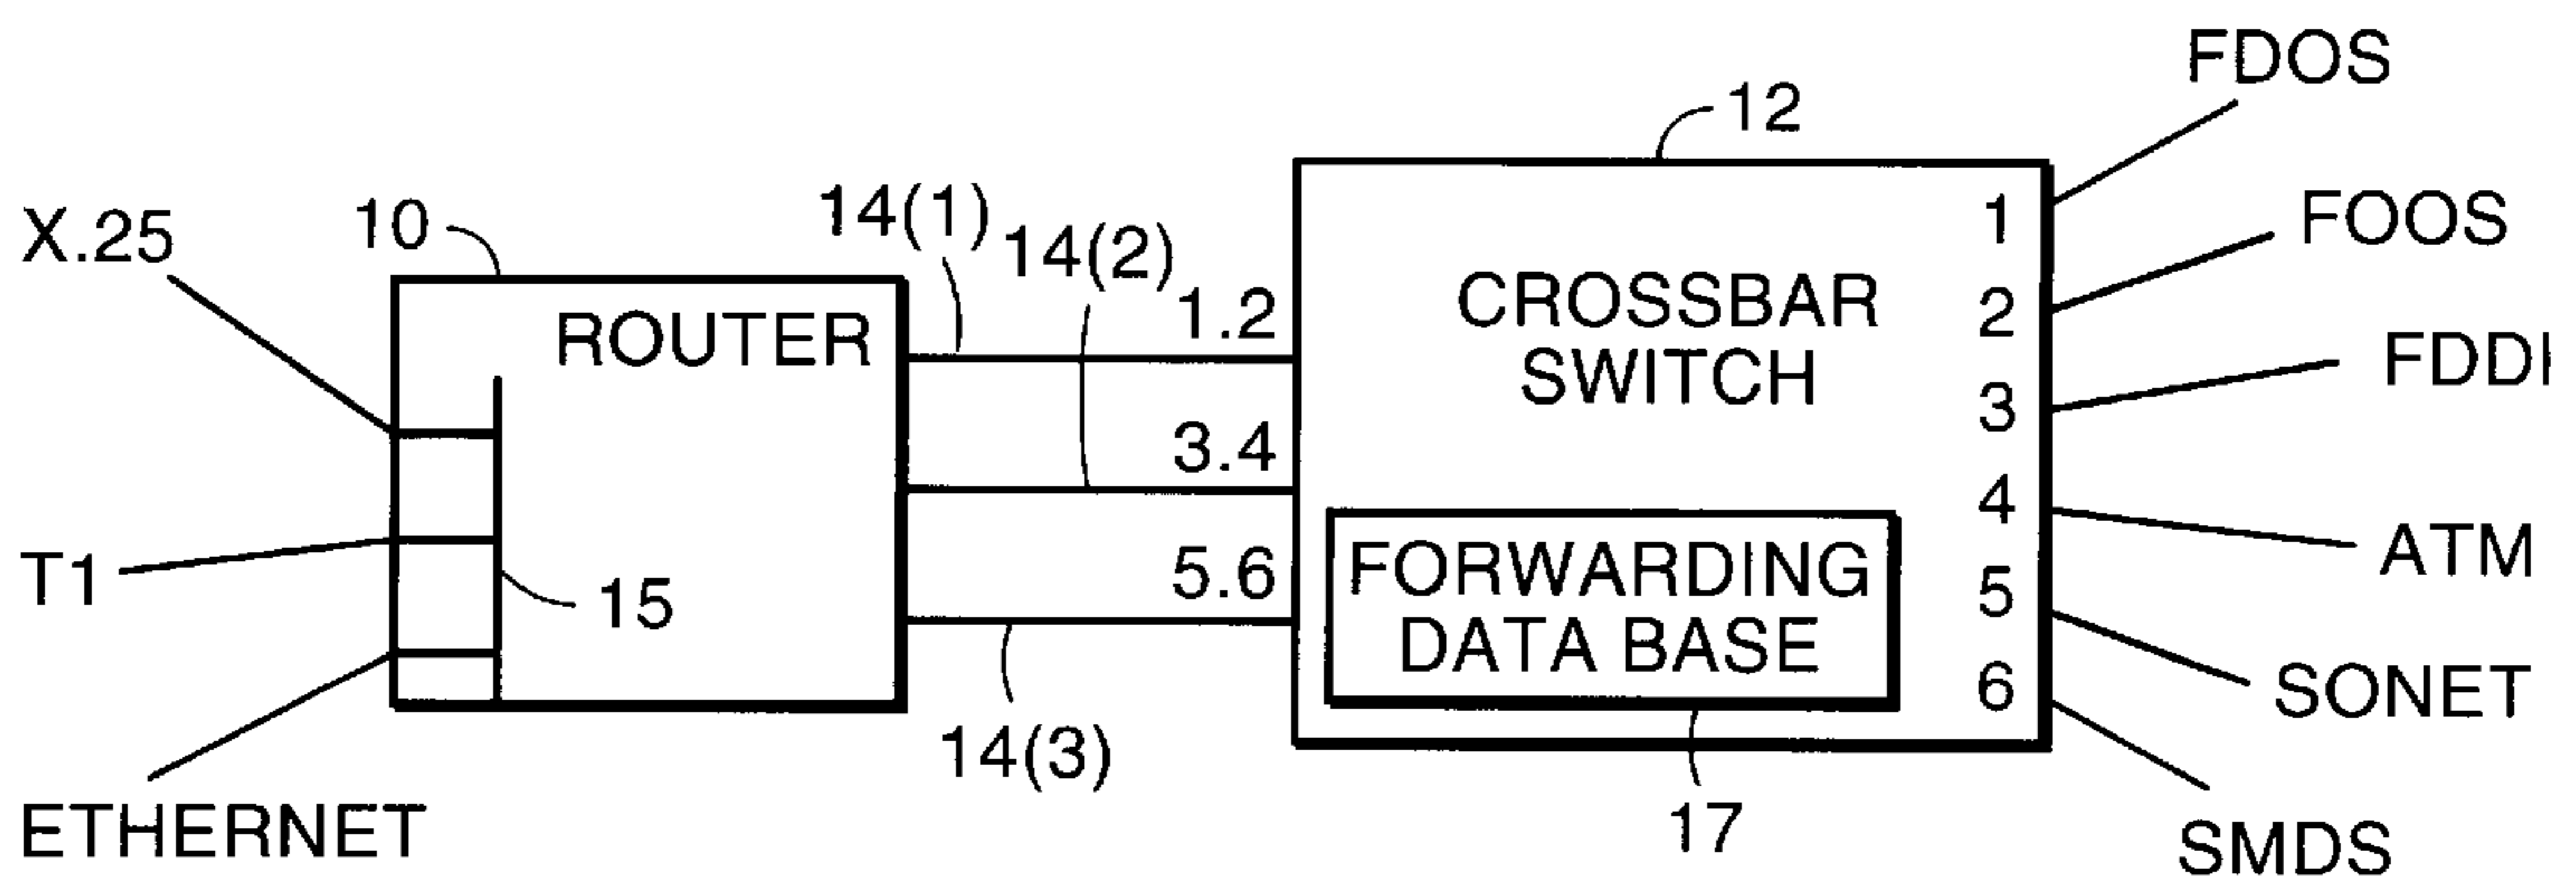 FDOS
12
1
FOOS
X.25
10
14(1)
14(2)
1.2
CROSSBAR
SWITCH
2
ROUTER
FDDI
3
3.4
4
ATM
T1
15
5.6
FORWARDING
DATA BASE
5
6
SONET
14(3)
17
ETHERNET
SMDS